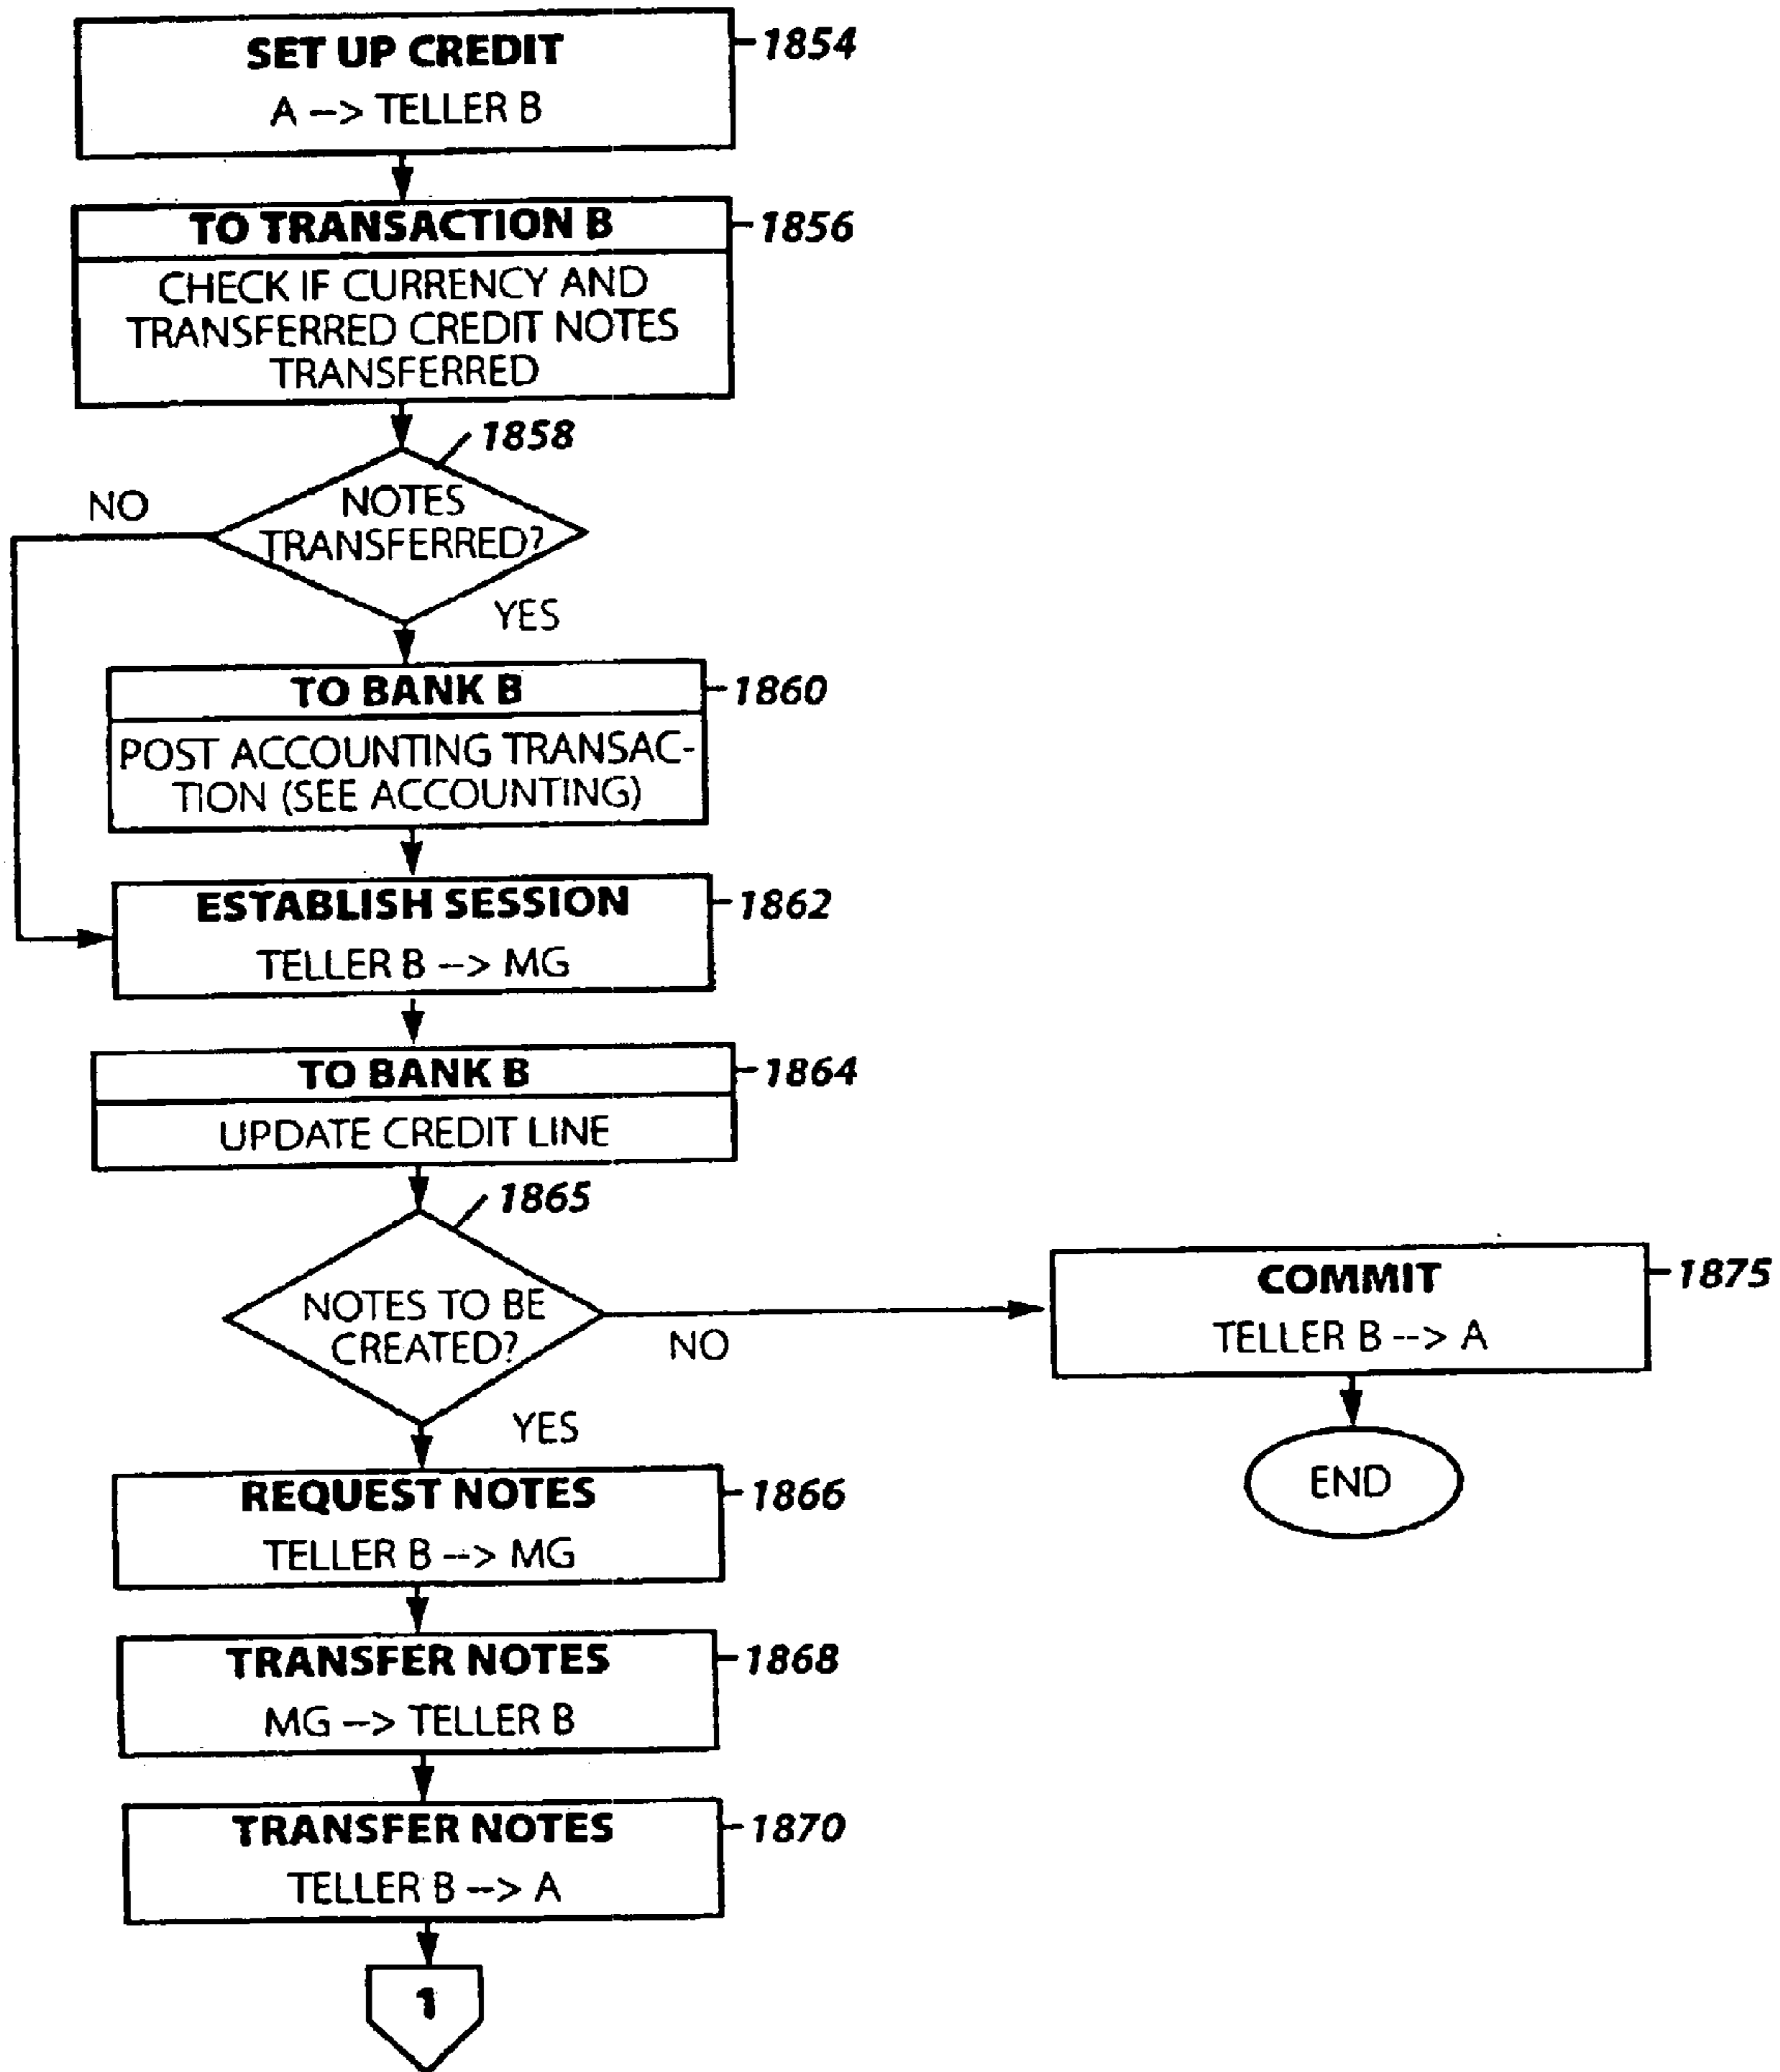 SET UP CREDIT
A --> TELLER B
1854
TO TRANSACTION B
1856
CHECK IF CURRENCY AND
TRANSFERRED CREDIT NOTES
TRANSFERRED
1858
NO
NOTES
TRANSFERRED?
YES
TO BANK B
1860
POST ACCOUNTING TRANSAC-
TION (SEE ACCOUNTING)
ESTABLISH SESSION
1862
TELLER B --> MG
TO BANK B
1864
UPDATE CREDIT LINE
1865
NOTES TO BE
CREATED?
NO
YES
COMMIT
1875
TELLER B --> A
END
REQUEST NOTES
1866
TELLER B --> MG
TRANSFER NOTES
1868
MG --> TELLER B
TRANSFER NOTES
1870
TELLER B --> A
1